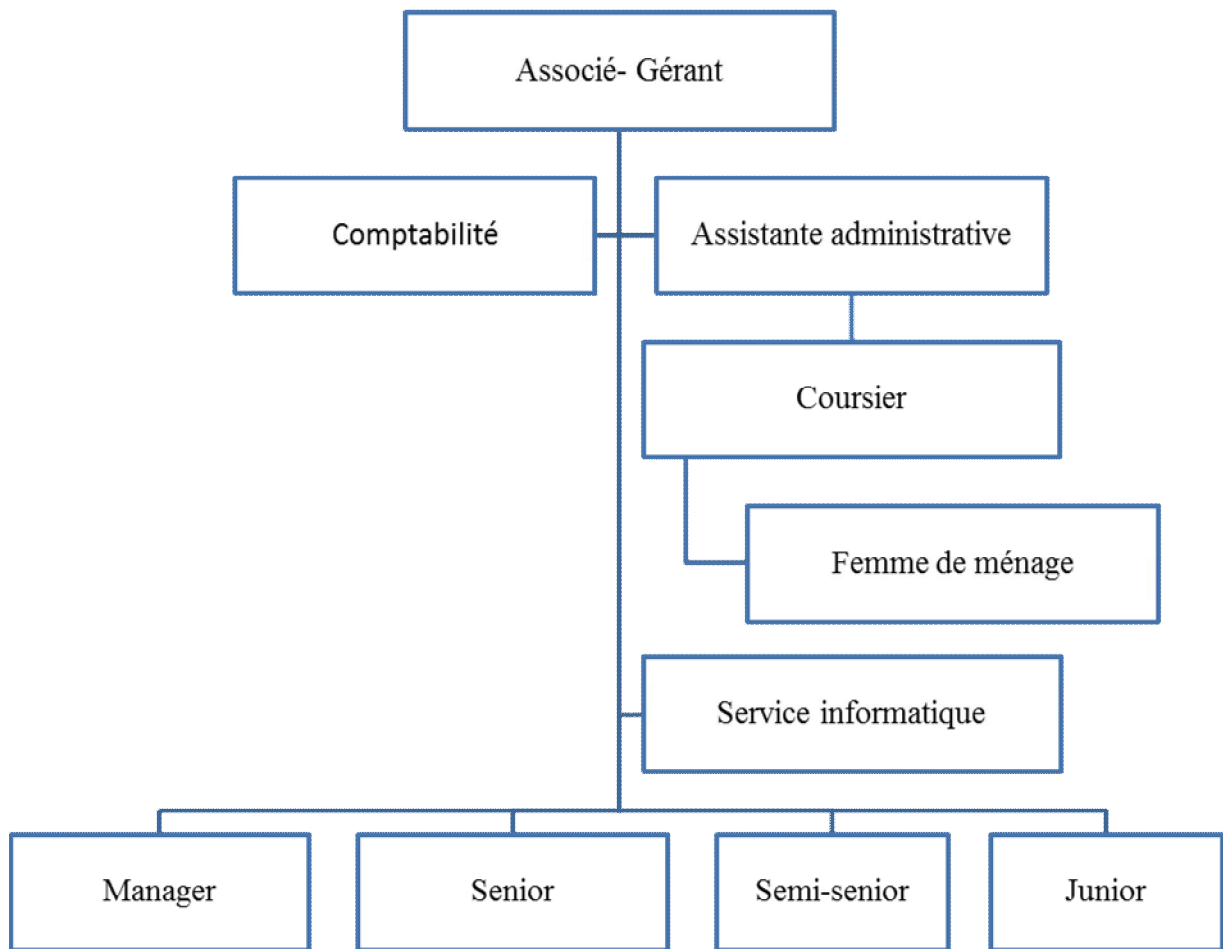 Associé- Gérant
Comptabilité
Assistante administrative
Coursier
Femme de ménage
Service informatique
Manager
Senior
Semi-senior
Junior